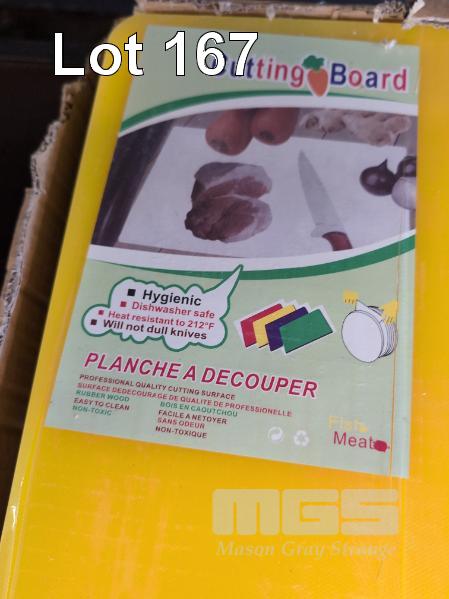 Lot 167
Cutting Board
Hygienic
Dishwasher safe
Heat resistant to 212°F
Will not dull knives
PLANCHE A DECOUPER
PROFESSIONAL QUALITY CUTTING SURFACE
SURFACE DEDECOURAGE DE QUALITE DE PROFESSIONELLE
RUBBER WOOD BOIS EN CAOUTCHOU
EASY TO CLEAN FACILE A NETOYER
NON-TOXIC SANS ODEUR
NON-TOXIQUE
Fish
Meat
MGS
Mason Gray Strange